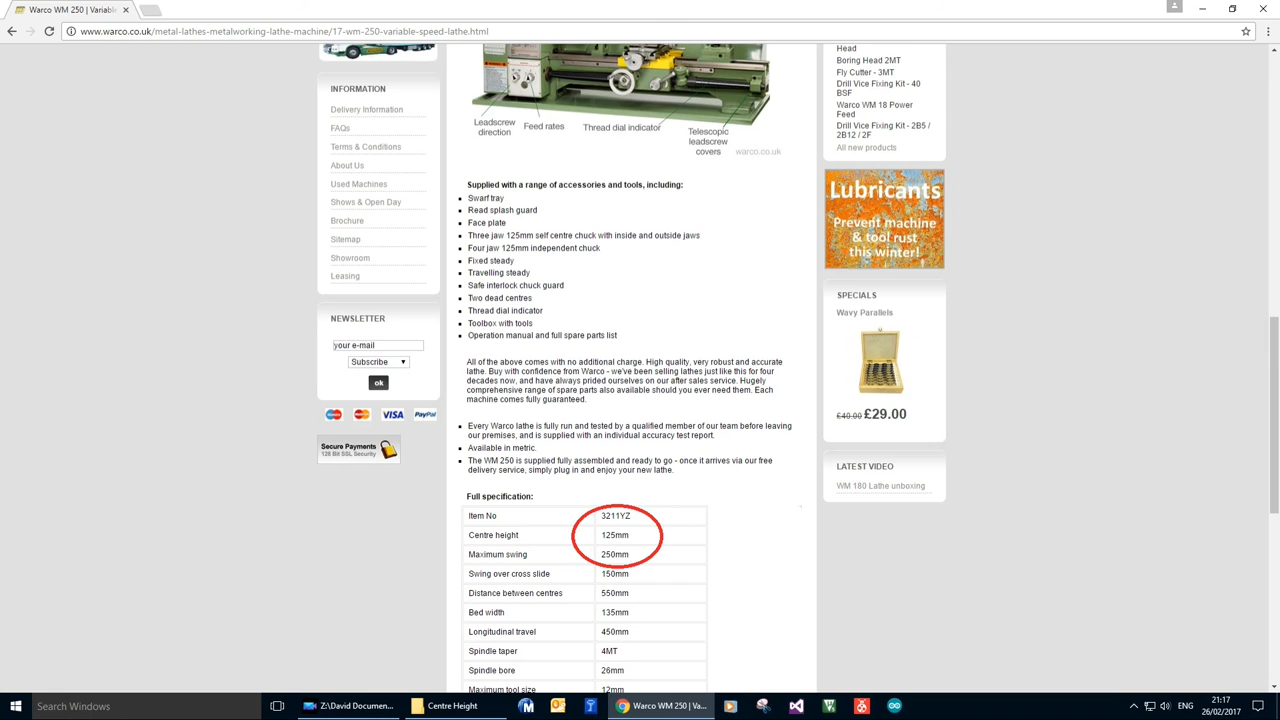 Warco WM 250 | Variabl
www.warco.co.uk/metal-lathes-metalworking-lathe-machine/17-wm-250-variable-speed-lathe.html
INFORMATION
Delivery Information
FAQs
Terms & Conditions
About Us
Used Machines
Shows & Open Day
Brochure
Sitemap
Showroom
Leasing
NEWSLETTER
your e-mail
Subscribe
ok
VISA
PayPal
Secure Payments
128 Bit SSL Security
Leadscrew
direction
Feed rates
Thread dial indicator
Telescopic
leadscrew
covers
warco.co.uk
Supplied with a range of accessories and tools, including:
Swarf tray
Read splash guard
Face plate
Three jaw 125mm self centre chuck with inside and outside jaws
Four jaw 125mm independent chuck
Fixed steady
Travelling steady
Safe interlock chuck guard
Two dead centres
Thread dial indicator
Toolbox with tools
Operation manual and full spare parts list
All of the above comes with no additional charge. High quality, very robust and accurate
lathe. Buy with confidence from Warco - we've been selling lathes just like this for four
decades now, and have always prided ourselves on our after sales service. Hugely
comprehensive range of spare parts also available should you ever need them. Each
machine comes fully guaranteed.
Every Warco lathe is fully run and tested by a qualified member of our team before leaving
our premises, and is supplied with an individual accuracy test report.
Available in metric.
The WM 250 is supplied fully assembled and ready to go - once it arrives via our free
delivery service, simply plug in and enjoy your new lathe.
Full specification:
Item No 3211YZ
Centre height 125mm
Maximum swing 250mm
Swing over cross slide 150mm
Distance between centres 550mm
Bed width 135mm
Longitudinal travel 450mm
Spindle taper 4MT
Spindle bore 26mm
Maximum tool size 12mm
Head
Boring Head 2MT
Fly Cutter - 3MT
Drill Vice Fixing Kit - 40
BSF
Warco WM 18 Power
Feed
Drill Vice Fixing Kit - 2B5 /
2B12 / 2F
All new products
Lubricants
Prevent machine
& tool rust
this winter!
SPECIALS
Wavy Parallels
£40.00 £29.00
LATEST VIDEO
WM 180 Lathe unboxing
Search Windows
Z:\David Documen...
Centre Height
Warco WM 250 | Va...
ENG
21:17
26/02/2017